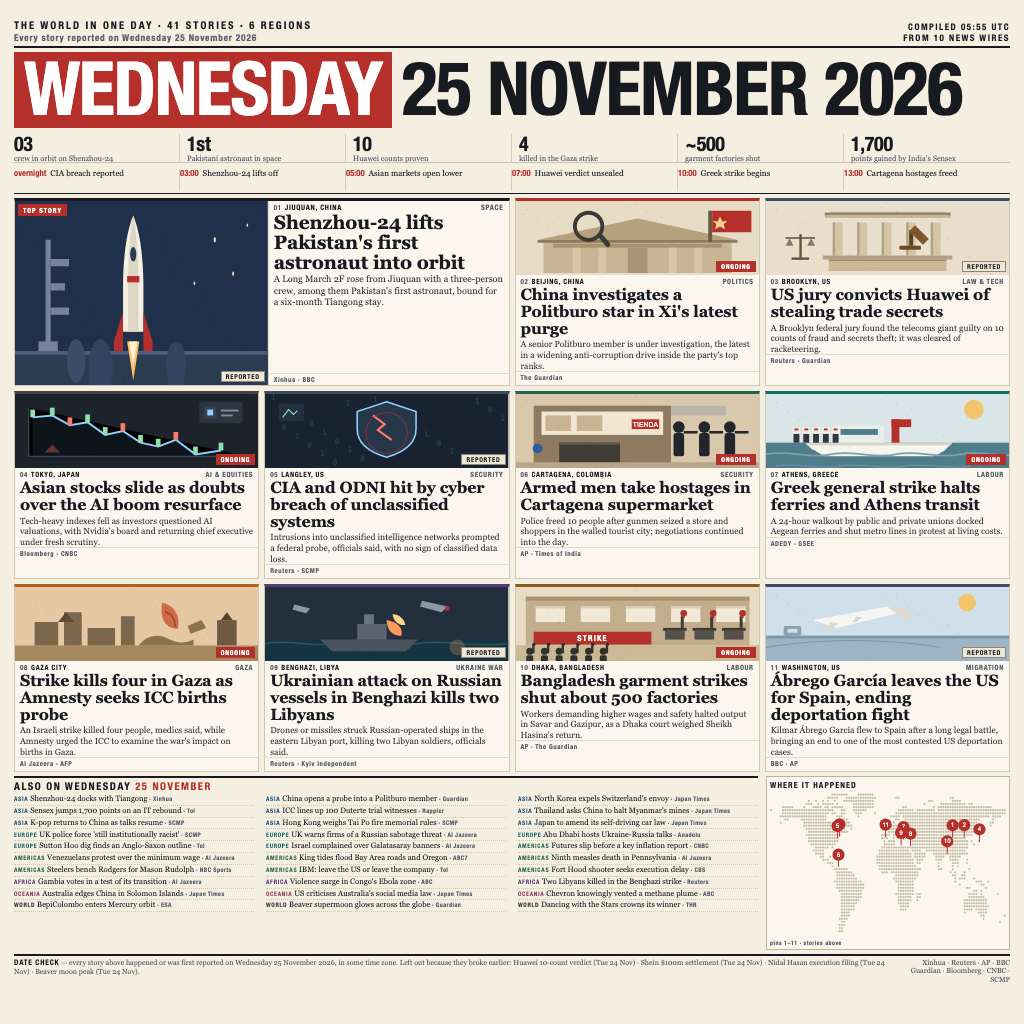 THE WORLD IN ONE DAY · 41 STORIES · 6 REGIONS
Every story reported on Wednesday 25 November 2026
COMPILED 05:55 UTC
FROM 10 NEWS WIRES
WEDNESDAY 25 NOVEMBER 2026
03
crew in orbit on Shenzhou-24
1st
Pakistani astronaut in space
10
Huawei counts proven
4
killed in the Gaza strike
~500
garment factories shut
1,700
points gained by India's Sensex
overnight CIA breach reported
03:00 Shenzhou-24 lifts off
05:00 Asian markets open lower
07:00 Huawei verdict unsealed
10:00 Greek strike begins
13:00 Cartagena hostages freed
TOP STORY
REPORTED
01 JIUQUAN, CHINA SPACE
Shenzhou-24 lifts
Pakistan's first
astronaut into orbit
A Long March 2F rose from Jiuquan with a three-person
crew, among them Pakistan's first astronaut, bound for
a six-month Tiangong stay.
Xinhua · BBC
ONGOING
02 BEIJING, CHINA POLITICS
China investigates a
Politburo star in Xi's latest
purge
A senior Politburo member is under investigation, the latest
in a widening anti-corruption drive inside the party's top
ranks.
The Guardian
REPORTED
03 BROOKLYN, US LAW & TECH
US jury convicts Huawei of
stealing trade secrets
A Brooklyn federal jury found the telecoms giant guilty on 10
counts of fraud and secrets theft; it was cleared of
racketeering.
Reuters · Guardian
ONGOING
04 TOKYO, JAPAN AI & EQUITIES
Asian stocks slide as doubts
over the AI boom resurface
Tech-heavy indexes fell as investors questioned AI
valuations, with Nvidia's board and returning chief executive
under fresh scrutiny.
Bloomberg · CNBC
REPORTED
05 LANGLEY, US SECURITY
CIA and ODNI hit by cyber
breach of unclassified
systems
Intrusions into unclassified intelligence networks prompted
a federal probe, officials said, with no sign of classified data
loss.
Reuters · SCMP
TIENDA
ONGOING
06 CARTAGENA, COLOMBIA SECURITY
Armed men take hostages in
Cartagena supermarket
Police freed 10 people after gunmen seized a store and
shoppers in the walled tourist city; negotiations continued
into the day.
AP · Times of India
ONGOING
07 ATHENS, GREECE LABOUR
Greek general strike halts
ferries and Athens transit
A 24-hour walkout by public and private unions docked
Aegean ferries and shut metro lines in protest at living costs.
ADEDY · GSEE
ONGOING
08 GAZA CITY GAZA
Strike kills four in Gaza as
Amnesty seeks ICC births
probe
An Israeli strike killed four people, medics said, while
Amnesty urged the ICC to examine the war's impact on
births in Gaza.
Al Jazeera · AFP
REPORTED
09 BENGHAZI, LIBYA UKRAINE WAR
Ukrainian attack on Russian
vessels in Benghazi kills two
Libyans
Drones or missiles struck Russian-operated ships in the
eastern Libyan port, killing two Libyan soldiers, officials
said.
Reuters · Kyiv Independent
STRIKE
ONGOING
10 DHAKA, BANGLADESH LABOUR
Bangladesh garment strikes
shut about 500 factories
Workers demanding higher wages and safety halted output
in Savar and Gazipur, as a Dhaka court weighed Sheikh
Hasina's return.
AP · The Guardian
REPORTED
11 WASHINGTON, US MIGRATION
Ábrego García leaves the US
for Spain, ending
deportation fight
Kilmar Ábrego García flew to Spain after a long legal battle,
bringing an end to one of the most contested US deportation
cases.
BBC · AP
ALSO ON WEDNESDAY 25 NOVEMBER
ASIA Shenzhou-24 docks with Tiangong · Xinhua
ASIA Sensex jumps 1,700 points on an IT rebound · ToI
ASIA K-pop returns to China as talks resume · SCMP
EUROPE UK police force 'still institutionally racist' · SCMP
EUROPE Sutton Hoo dig finds an Anglo-Saxon outline · ToI
AMERICAS Venezuelans protest over the minimum wage · Al Jazeera
AMERICAS Steelers bench Rodgers for Mason Rudolph · NBC Sports
AFRICA Gambia votes in a test of its transition · Al Jazeera
OCEANIA Australia edges China in Solomon Islands · Japan Times
WORLD BepiColombo enters Mercury orbit · ESA
ASIA China opens a probe into a Politburo member · Guardian
ASIA ICC lines up 100 Duterte trial witnesses · Rappler
ASIA Hong Kong weighs Tai Po fire memorial rules · SCMP
EUROPE UK warns firms of a Russian sabotage threat · Al Jazeera
EUROPE Israel complained over Galatasaray banners · Al Jazeera
AMERICAS King tides flood Bay Area roads and Oregon · ABC7
AMERICAS IBM: leave the US or leave the company · ToI
AFRICA Violence surge in Congo's Ebola zone · ABC
OCEANIA US criticises Australia's social media law · Japan Times
WORLD Beaver supermoon glows across the globe · Guardian
ASIA North Korea expels Switzerland's envoy · Japan Times
ASIA Thailand asks China to halt Myanmar's mines · Japan Times
ASIA Japan to amend its self-driving car law · Japan Times
EUROPE Abu Dhabi hosts Ukraine-Russia talks · Anadolu
AMERICAS Futures slip before a key inflation report · CNBC
AMERICAS Ninth measles death in Pennsylvania · Al Jazeera
AMERICAS Fort Hood shooter seeks execution delay · CBS
AFRICA Two Libyans killed in the Benghazi strike · Reuters
OCEANIA Chevron knowingly vented a methane plume · AFP
WORLD Dancing with the Stars crowns its winner · THR
WHERE IT HAPPENED
5
11
7
9
8
1
2
4
10
6
pins 1–11 · stories above
DATE CHECK — every story above happened or was first reported on Wednesday 25 November 2026, in some time zone. Left out because they broke earlier: Huawei 10-count verdict (Tue 24 Nov) · Shein $100m settlement (Tue 24 Nov) · Nidal Hasan execution filing (Tue 24
Nov) · Beaver moon peak (Tue 24 Nov).
Xinhua · Reuters · AP · BBC
Guardian · Bloomberg · CNBC ·
SCMP